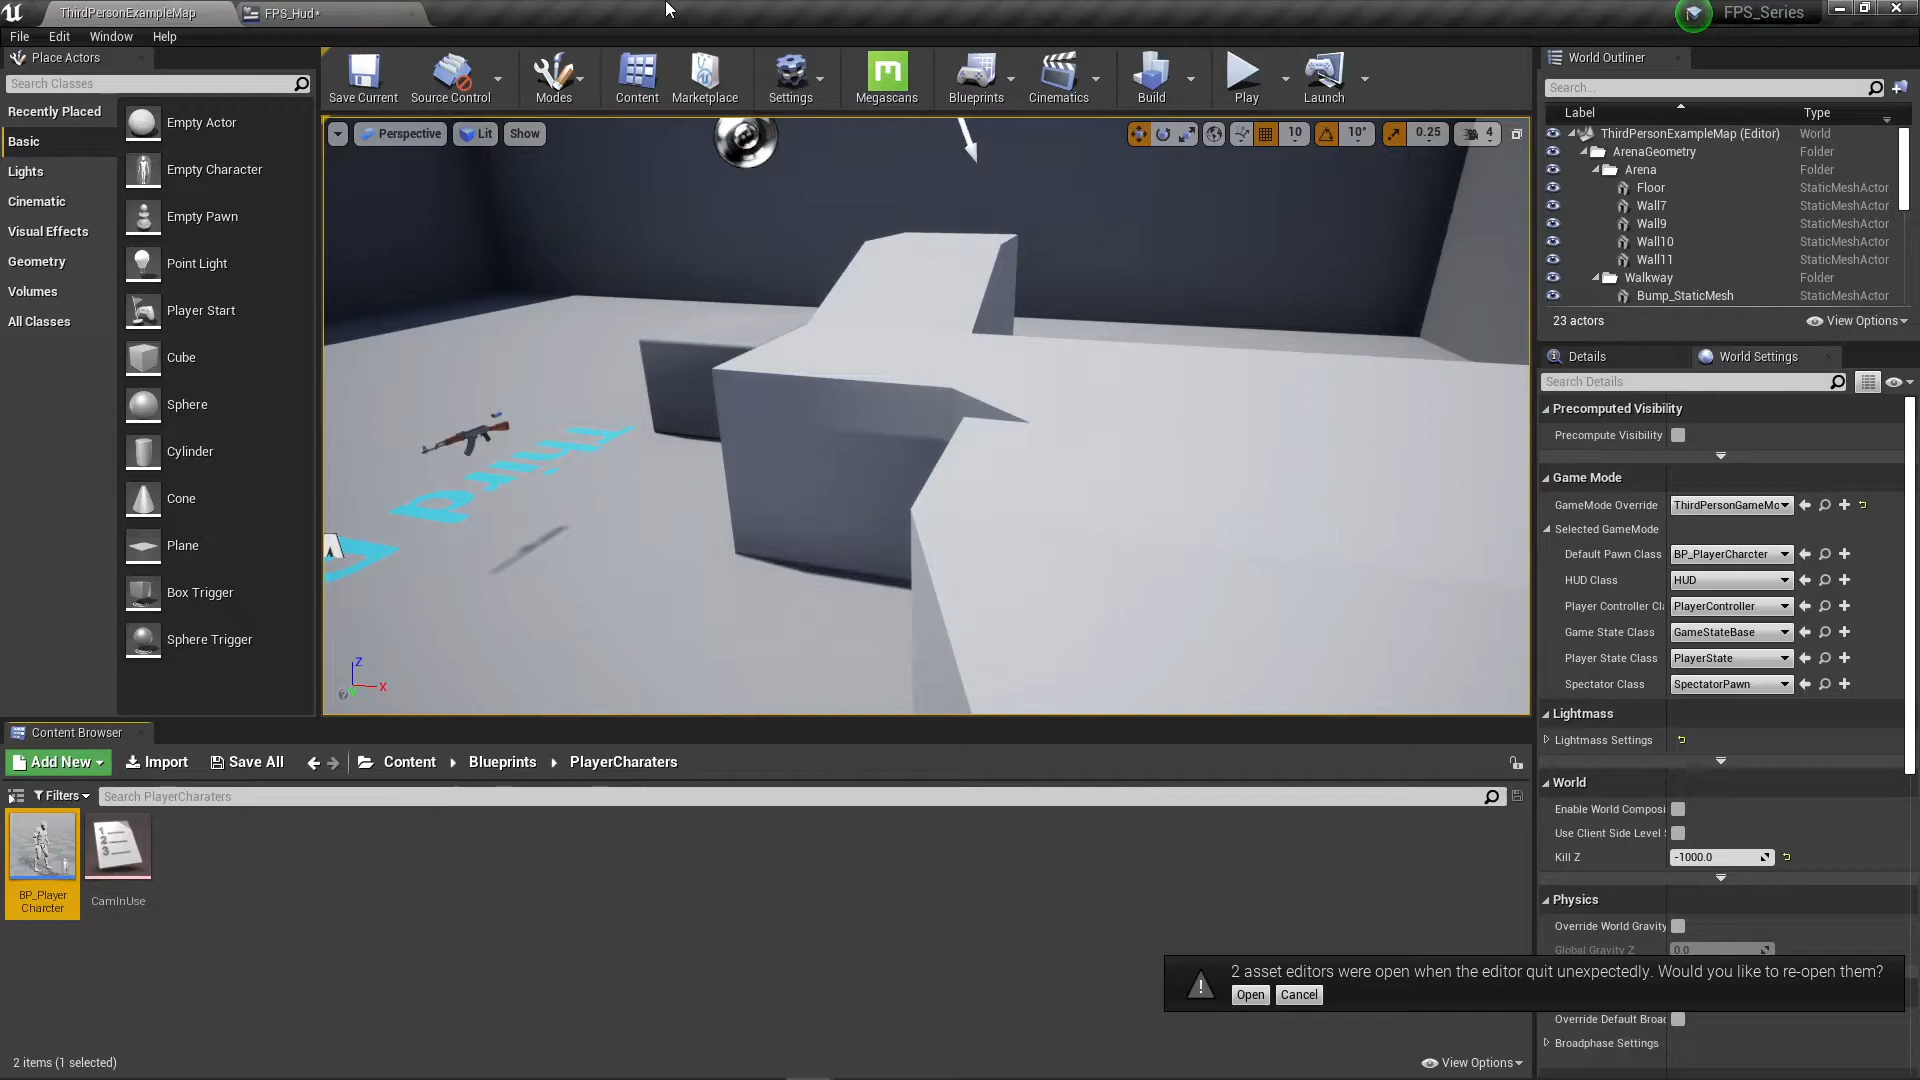 ThirdPersonExampleMap
FPS_Hud*
FPS_Series
File Edit Window Help
Place Actors
Search Classes
Recently Placed
Basic
Lights
Cinematic
Visual Effects
Geometry
Volumes
All Classes
Empty Actor
Empty Character
Empty Pawn
Point Light
Player Start
Cube
Sphere
Cylinder
Cone
Plane
Box Trigger
Sphere Trigger
Save Current
Source Control
Modes
Content
Marketplace
Settings
Megascans
Blueprints
Cinematics
Build
Play
Launch
Perspective
Lit
Show
10
10°
0.25
4
Z
X
Y
World Outliner
Search...
Label Type
ThirdPersonExampleMap (Editor) World
ArenaGeometry Folder
Arena Folder
Floor StaticMeshActor
Wall7 StaticMeshActor
Wall9 StaticMeshActor
Wall10 StaticMeshActor
Wall11 StaticMeshActor
Walkway Folder
Bump_StaticMesh StaticMeshActor
23 actors
View Options
Details
World Settings
Search Details
Precomputed Visibility
Precompute Visibility
Game Mode
GameMode Override ThirdPersonGameMo
Selected GameMode
Default Pawn Class BP_PlayerCharcter
HUD Class HUD
Player Controller Cl PlayerController
Game State Class GameStateBase
Player State Class PlayerState
Spectator Class SpectatorPawn
Lightmass
Lightmass Settings
World
Enable World Composi
Use Client Side Level
Kill Z -1000.0
Physics
Override World Gravity
Global Gravity Z 0.0
Override Default Broad
Broadphase Settings
Content Browser
Add New
Import
Save All
Content
Blueprints
PlayerCharaters
Filters
Search PlayerCharaters
BP_Player
Charcter
CamInUse
2 asset editors were open when the editor quit unexpectedly. Would you like to re-open them?
Open
Cancel
2 items (1 selected)
View Options